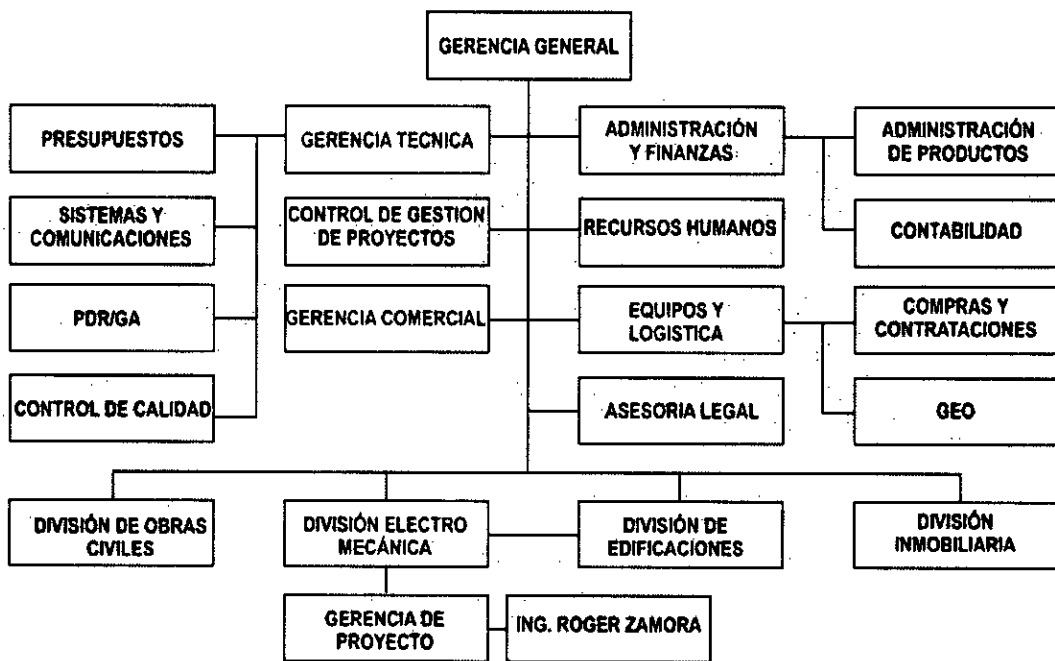 GERENCIA GENERAL
PRESUPUESTOS
GERENCIA TECNICA
ADMINISTRACIÓN
Y FINANZAS
ADMINISTRACIÓN
DE PRODUCTOS
SISTEMAS Y
COMUNICACIONES
CONTROL DE GESTION
DE PROYECTOS
RECURSOS HUMANOS
CONTABILIDAD
PDR/GA
GERENCIA COMERCIAL
EQUIPOS Y
LOGISTICA
COMPRAS Y
CONTRATACIONES
CONTROL DE CALIDAD
ASESORIA LEGAL
GEO
DIVISIÓN DE OBRAS
CIVILES
DIVISIÓN ELECTRO
MECÁNICA
DIVISIÓN DE
EDIFICACIONES
DIVISIÓN
INMOBILIARIA
GERENCIA DE
PROYECTO
ING. ROGER ZAMORA